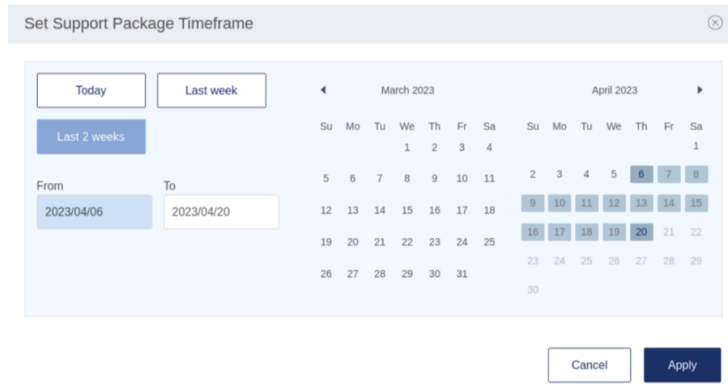 Set Support Package Timeframe
Today
Last week
Last 2 weeks
From
To
2023/04/06
2023/04/20
March 2023
Su Mo Tu We Th Fr Sa
1 2 3 4
5 6 7 8 9 10 11
12 13 14 15 16 17 18
19 20 21 22 23 24 25
26 27 28 29 30 31
April 2023
Su Mo Tu We Th Fr Sa
1
2 3 4 5 6 7 8
9 10 11 12 13 14 15
16 17 18 19 20 21 22
23 24 25 26 27 28 29
30
Cancel
Apply